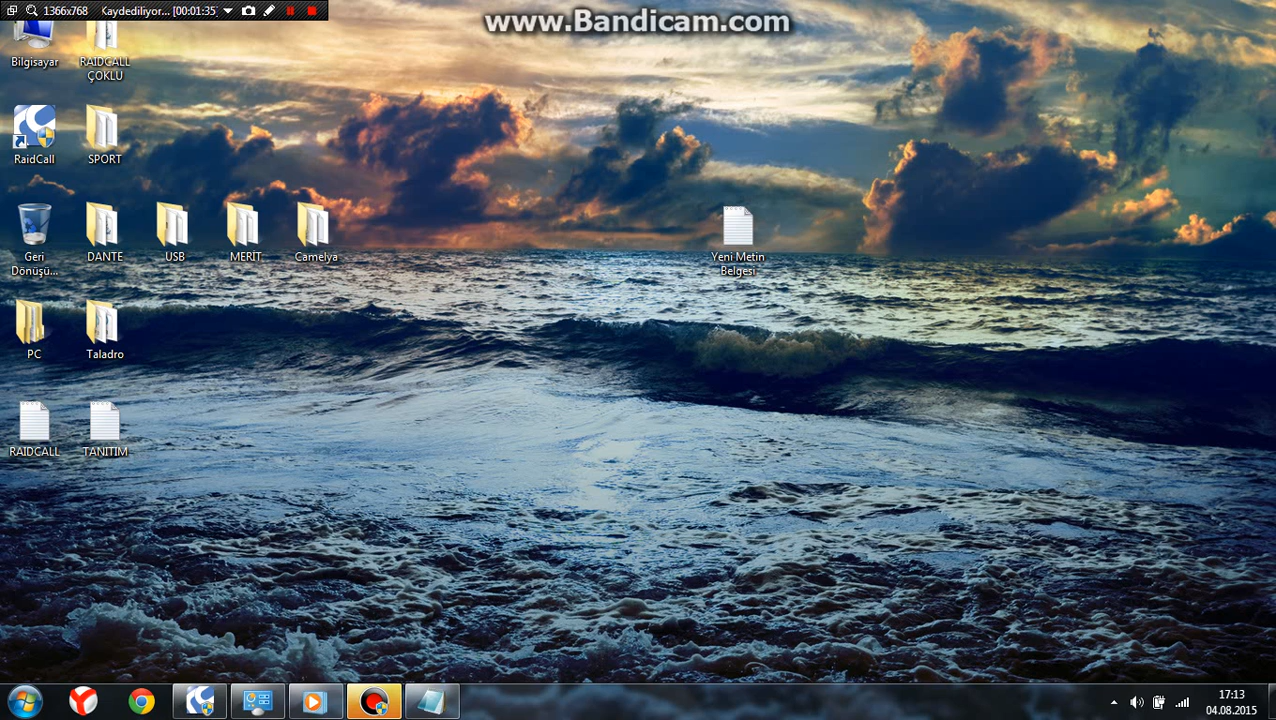 1366x768 Kaydediliyor... [00:01:35]
www.Bandicam.com
Bilgisayar
RAIDCALL
ÇOKLU
RaidCall
SPORT
Geri
Dönüşü...
DANTE
USB
MERİT
Camelya
Yeni Metin
Belgesi
PC
Taladro
RAIDCALL
TANITIM
17:13
04.08.2015